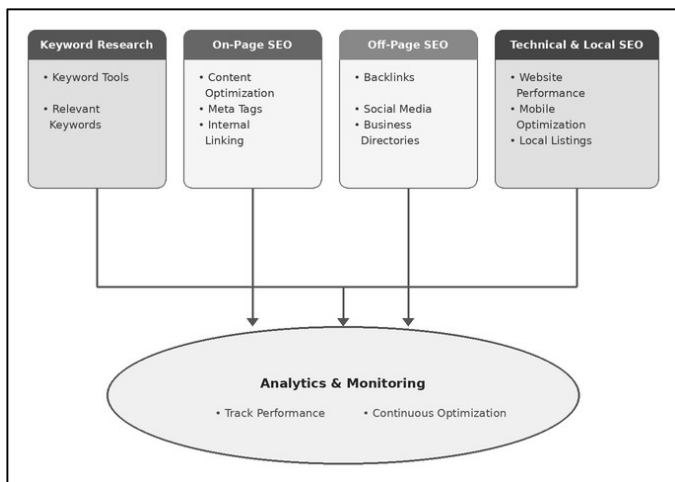 Keyword Research
• Keyword Tools
• Relevant
Keywords
On-Page SEO
• Content
Optimization
• Meta Tags
• Internal
Linking
Off-Page SEO
• Backlinks
• Social Media
• Business
Directories
Technical & Local SEO
• Website
Performance
• Mobile
Optimization
• Local Listings
Analytics & Monitoring
• Track Performance
• Continuous Optimization